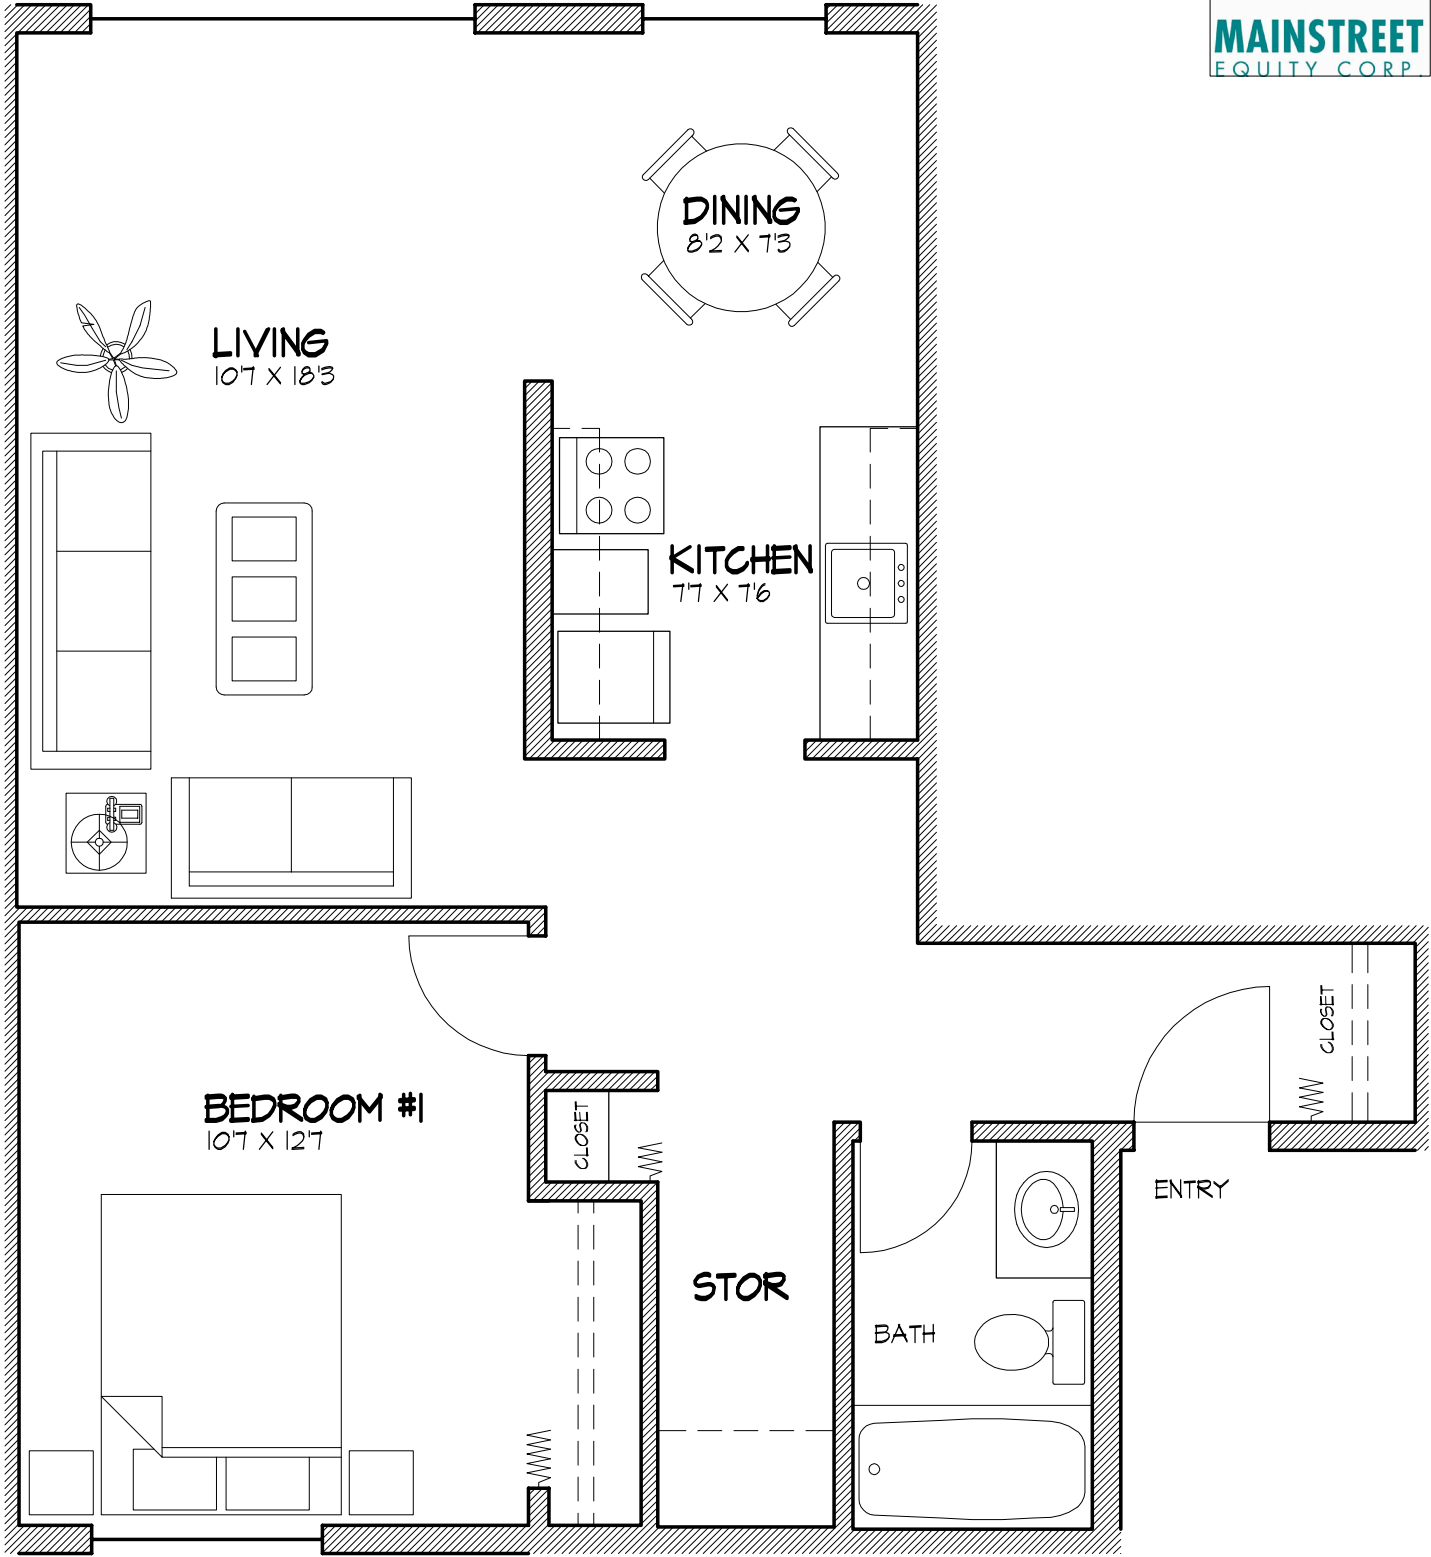 MAINSTREET
EQUITY CORP.
DINING
8'2 X 7'3
LIVING
10'7 X 18'3
KITCHEN
7'7 X 7'6
CLOSET
BEDROOM #1
10'7 X 12'7
CLOSET
ENTRY
STOR
BATH